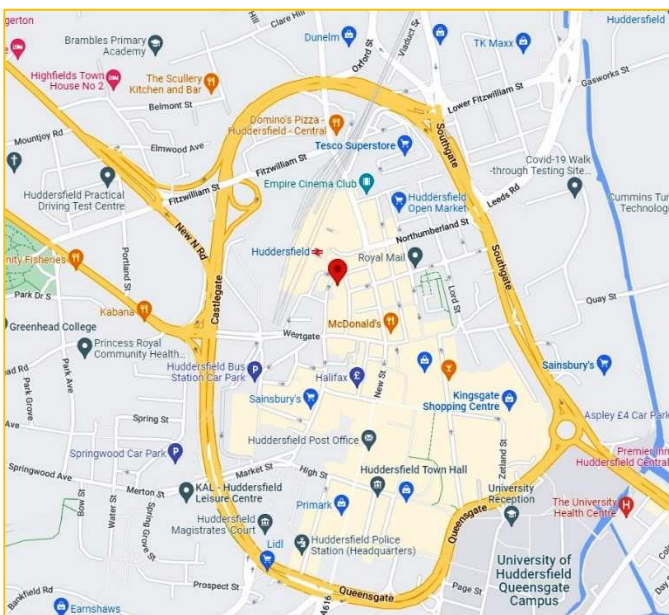 gerton
Clare Hill
Hill
Dunelm
Oxford St
Viaduct St
Huddersfield
Brambles Primary
Academy
TK Maxx
Gasworks St
Highfields Town
House No 2
The Scullery
Kitchen and Bar
Belmont St
Lower Fitzwilliam St
Domino's Pizza -
Huddersfield - Central
Mountjoy Rd
Elmwood Ave
Southgate
Tesco Superstore
Fitzwilliam St
Covid-19 Walk
-through Testing Site...
Empire Cinema Club
Huddersfield Practical
Driving Test Centre
Fitzwilliam St
Huddersfield
Open Market
Leeds Rd
Cummins Tur
Technologi
New N Rd
Portland St
Northumberland St
Huddersfield
Royal Mail
Southgate
nity Fisheries
Castlegate
Park Dr S
Kabana
Lord St
Quay St
Greenhead College
McDonald's
Westgate
Princess Royal
Community Health...
Huddersfield Bus
Station Car Park
Halifax
New St
Sainsbury's
ead Rd
Park Grove
Park Ave
Sainsbury's
Kingsgate
Shopping Centre
Aspley £4 Car Park
Spring St
Huddersfield Post Office
Zetland St
Premier Inn
Huddersfield Central
Springwood Car Park
Market St
High St
Huddersfield Town Hall
Springwood Ave
Merton St
KAL - Huddersfield
Leisure Centre
University
Reception
The University
Health Centre
Bow St
Water St
Spring Grove St
Primark
Huddersfield
Magistrates Court
Queensgate
Lidl
Huddersfield Police
Station (Headquarters)
University of
Huddersfield
Queensgate
Campus
Prospect St
Queensgate
Page St
Bankfield Rd
Earnshaws
A4616